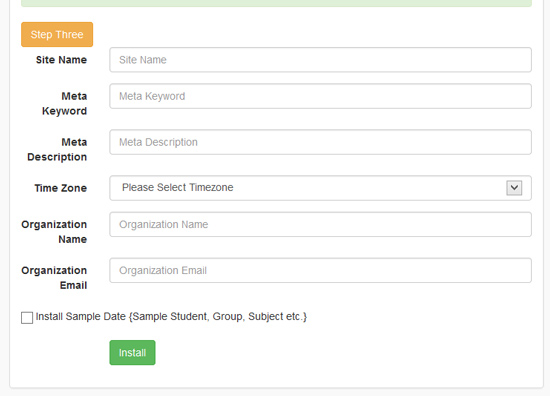 Step Three
Site Name
Site Name
Meta
Keyword
Meta Keyword
Meta
Description
Meta Description
Time Zone
Please Select Timezone
Organization
Name
Organization Name
Organization
Email
Organization Email
Install Sample Date {Sample Student, Group, Subject etc.}
Install